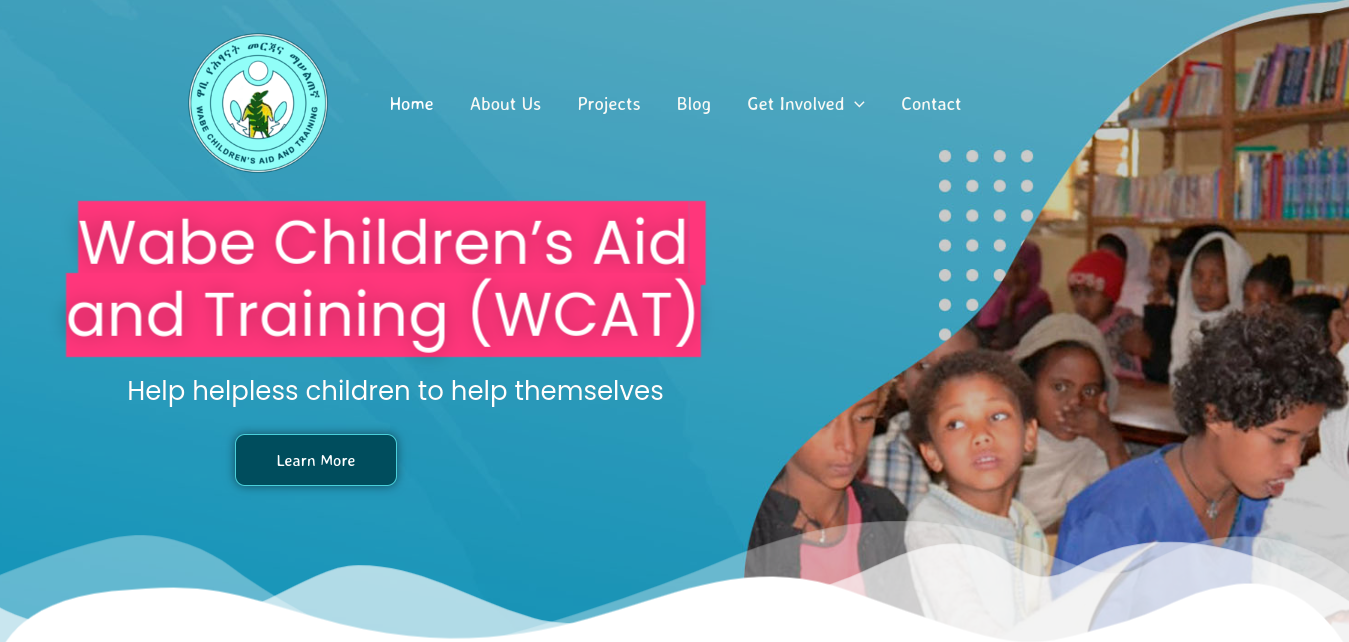 ዋቢ የሕፃናት መርጃና ማሠልጠኛ
WABE CHILDREN'S AID AND TRAINING
Home About Us Projects Blog Get Involved Contact
Wabe Children’s Aid
and Training (WCAT)
Help helpless children to help themselves
Learn More